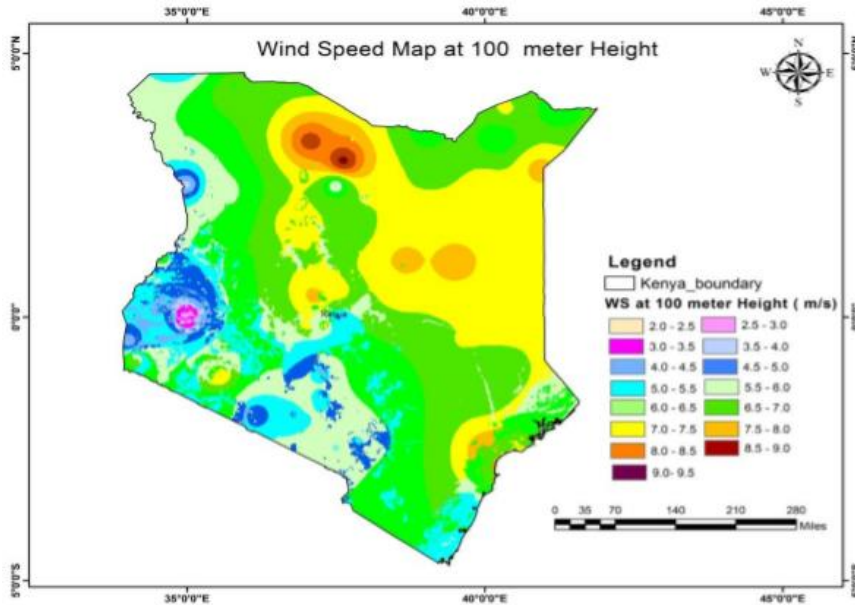 35°0'0"E 40°0'0"E 45°0'0"E
5°0'0"N
Wind Speed Map at 100 meter Height
N
W E
S
0°0'0"
Legend
Kenya_boundary
WS at 100 meter Height ( m/s)
2.0 - 2.5 2.5 - 3.0
3.0 - 3.5 3.5 - 4.0
4.0 - 4.5 4.5 - 5.0
5.0 - 5.5 5.5 - 6.0
6.0 - 6.5 6.5 - 7.0
7.0 - 7.5 7.5 - 8.0
8.0 - 8.5 8.5 - 9.0
9.0- 9.5
0 35 70 140 210 280
Miles
5°0'0"S
35°0'0"E 40°0'0"E 45°0'0"E